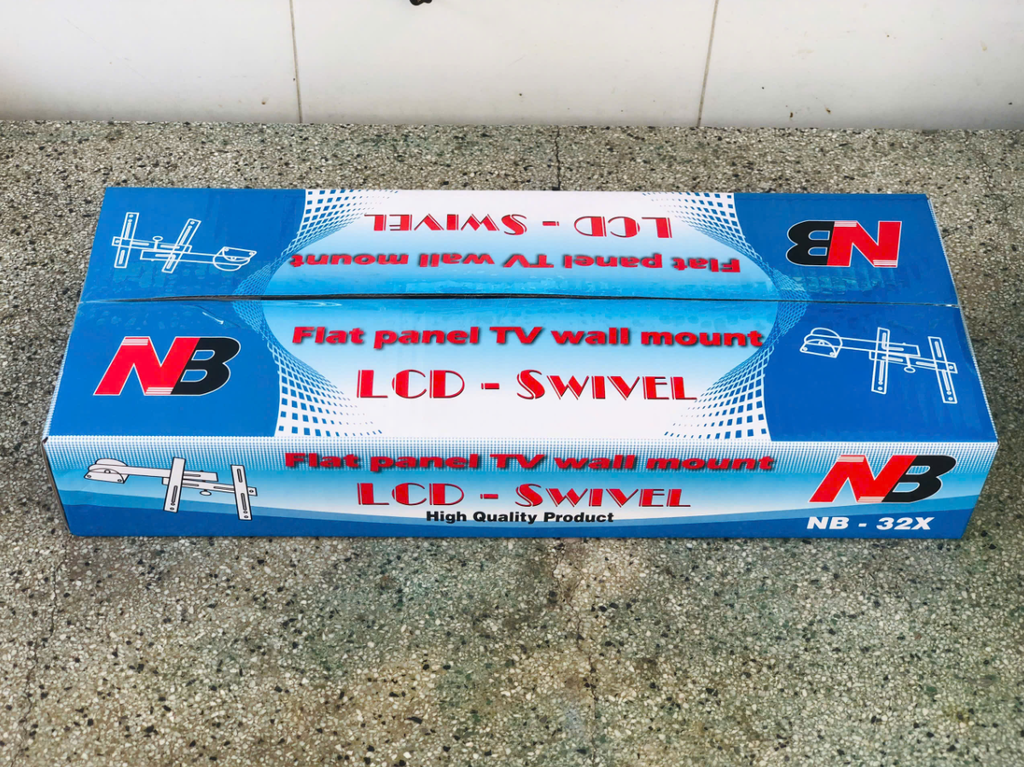 LCD - SWIVEL
Flat panel TV wall mount
NB
NB
Flat panel TV wall mount
LCD - SWIVEL
Flat panel TV wall mount
LCD - SWIVEL
High Quality Product
NB
NB - 32X